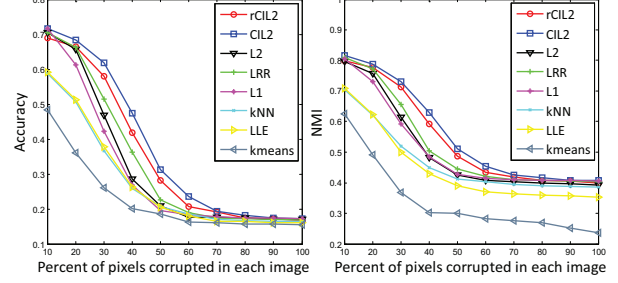 0.8
0.7
0.6
0.5
0.4
0.3
0.2
0.1
Accuracy
10 20 30 40 50 60 70 80 90 100
Percent of pixels corrupted in each image
rCIL2
CIL2
L2
LRR
L1
kNN
LLE
kmeans
1
0.9
0.8
0.7
0.6
0.5
0.4
0.3
0.2
NMI
10 20 30 40 50 60 70 80 90 100
Percent of pixels corrupted in each image
rCIL2
CIL2
L2
LRR
L1
kNN
LLE
kmeans